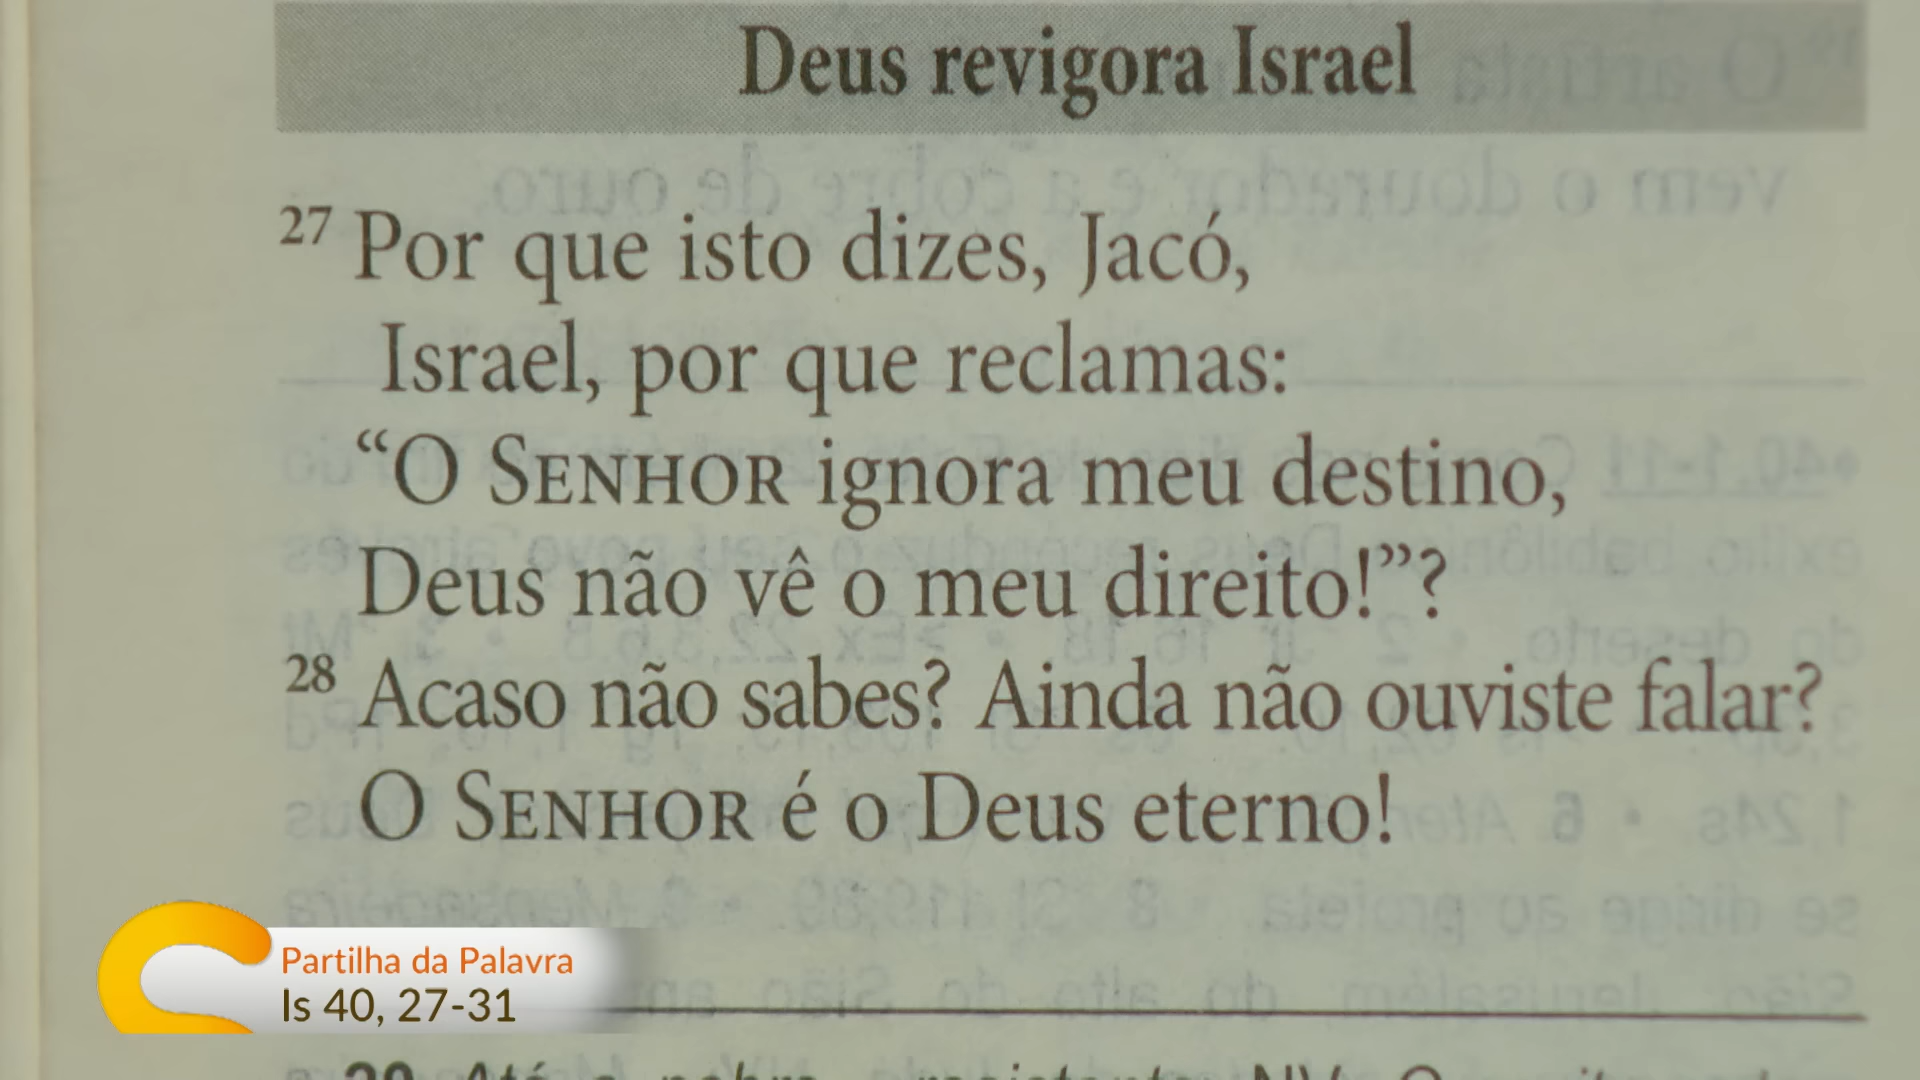 Deus revigora Israel
27 Por que isto dizes, Jacó,
Israel, por que reclamas:
“O SENHOR ignora meu destino,
Deus não vê o meu direito!”?
28 Acaso não sabes? Ainda não ouviste falar?
O SENHOR é o Deus eterno!
Partilha da Palavra
Is 40, 27-31